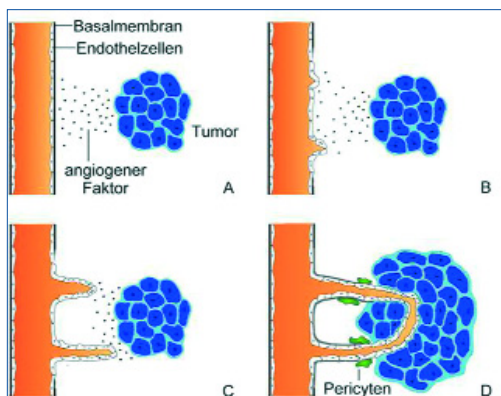 Basalmembran
Endothelzellen
Tumor
angiogener
Faktor
A
B
C
Pericyten
D